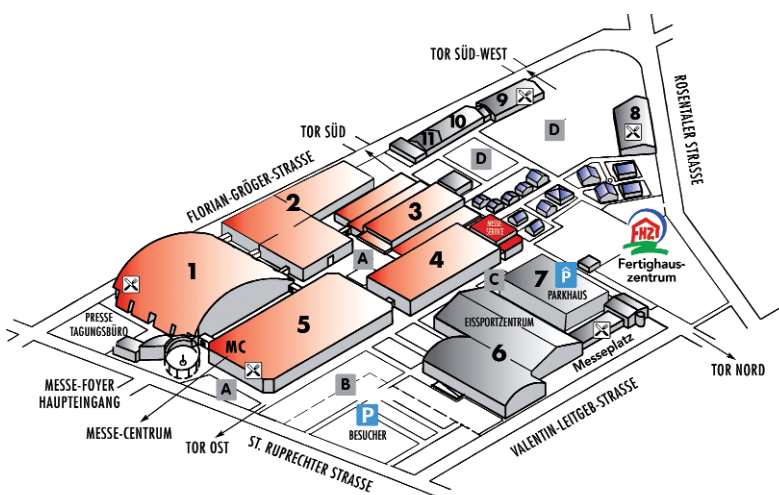 TOR SÜD-WEST
9
10
11
8
D
D
ROSENTALER STRASSE
TOR SÜD
FLORIAN-GRÖGER-STRASSE
2
3
MESSE-
SERVICE
FHZ!
Fertighaus-
zentrum
A
4
1
C
7
P
PARKHAUS
PRESSE
TAGUNGSBÜRO
5
EISSPORTZENTRUM
MC
6
Messeplatz
TOR NORD
MESSE-FOYER
HAUPTEINGANG
A
B
P
BESUCHER
MESSE-CENTRUM
TOR OST
ST. RUPRECHTER STRASSE
VALENTIN-LEITGEB-STRASSE